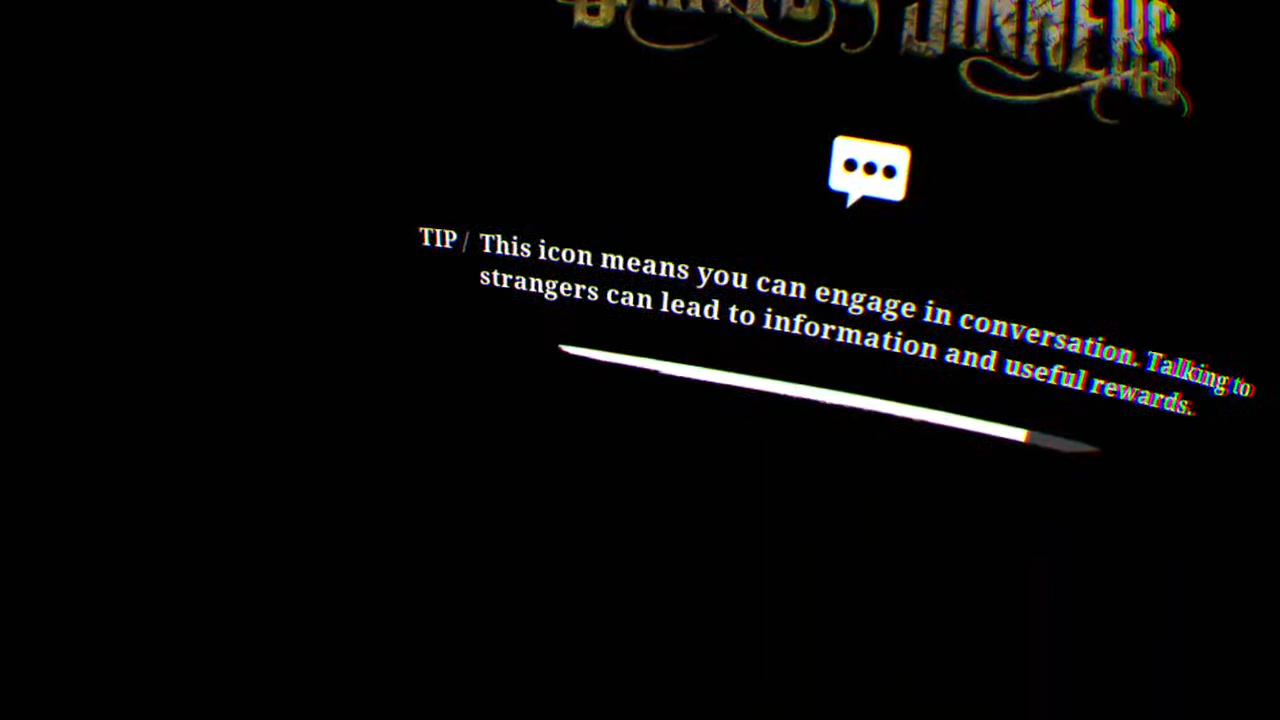 SINNERS
TIP / This icon means you can engage in conversation. Talking to
strangers can lead to information and useful rewards.